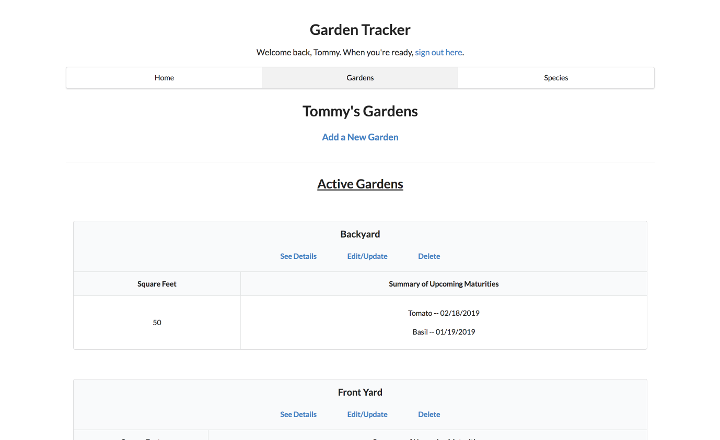 Garden Tracker
Welcome back, Tommy. When you're ready, sign out here.
Home Gardens Species
Tommy's Gardens
Add a New Garden
Active Gardens
Backyard
See Details Edit/Update Delete
Square Feet Summary of Upcoming Maturities
Tomato -- 02/18/2019
50
Basil -- 01/19/2019
Front Yard
See Details Edit/Update Delete